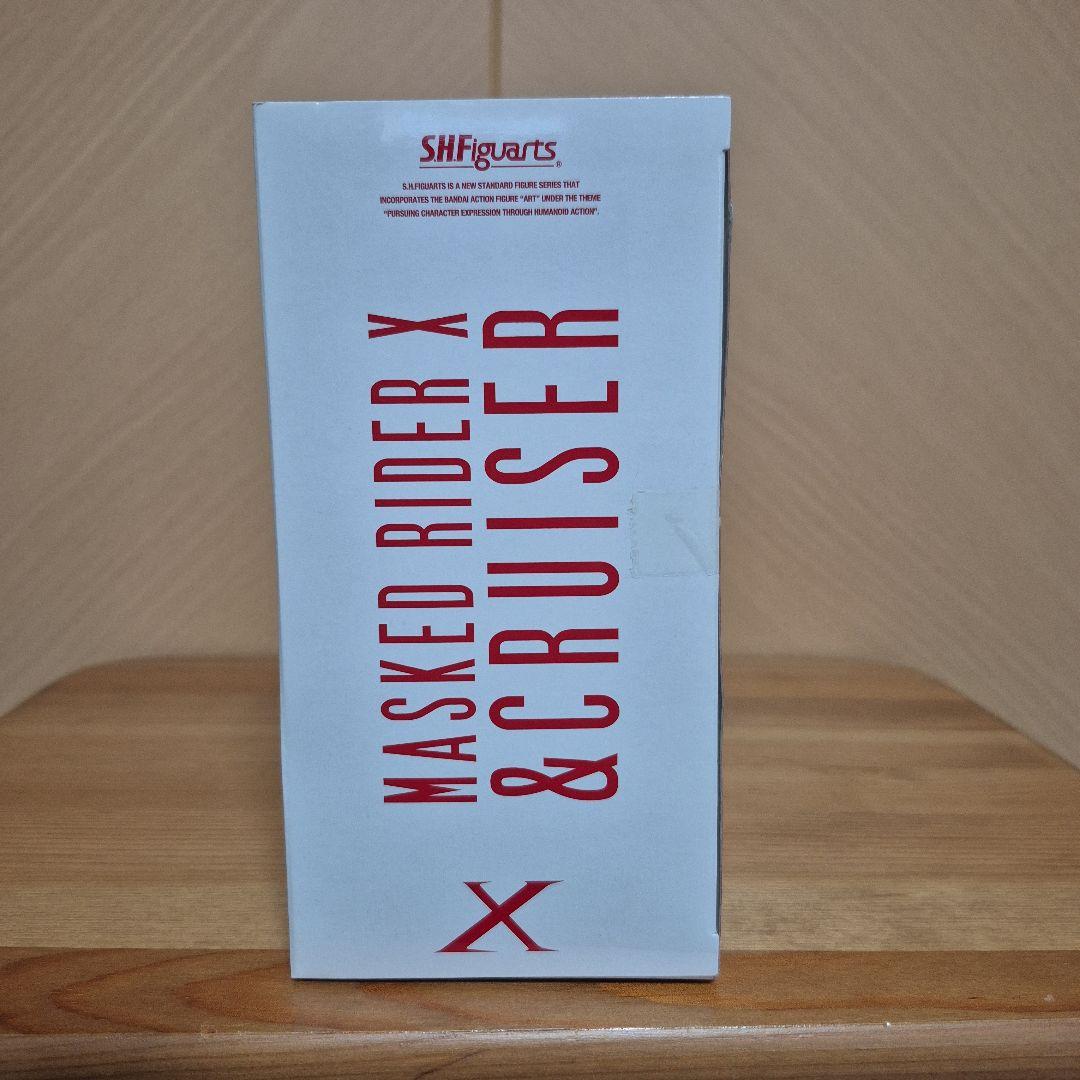 S.H.Figuarts®
S.H.FIGUARTS IS A NEW STANDARD FIGURE SERIES THAT
INCORPORATES THE BANDAI ACTION FIGURE "ART" UNDER THE THEME
"PURSUING CHARACTER EXPRESSION THROUGH HUMANOID ACTION".
MASKED RIDER X
&CRUISER
X